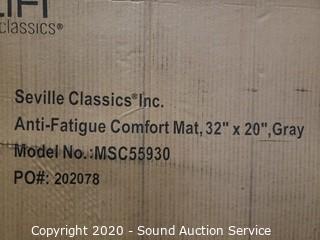 classics®
Seville Classics® Inc.
Anti-Fatigue Comfort Mat, 32" x 20", Gray
Model No.:MSC55930
PO#: 202078
Copyright 2020 - Sound Auction Service